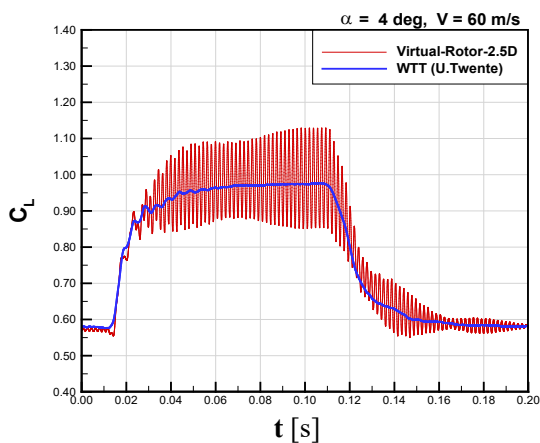 α = 4 deg, V = 60 m/s
1.40
1.30
1.20
1.10
1.00
0.90
0.80
0.70
0.60
0.50
0.40
C_L
Virtual-Rotor-2.5D
WTT (U.Twente)
0.00 0.02 0.04 0.06 0.08 0.10 0.12 0.14 0.16 0.18 0.20
t [s]